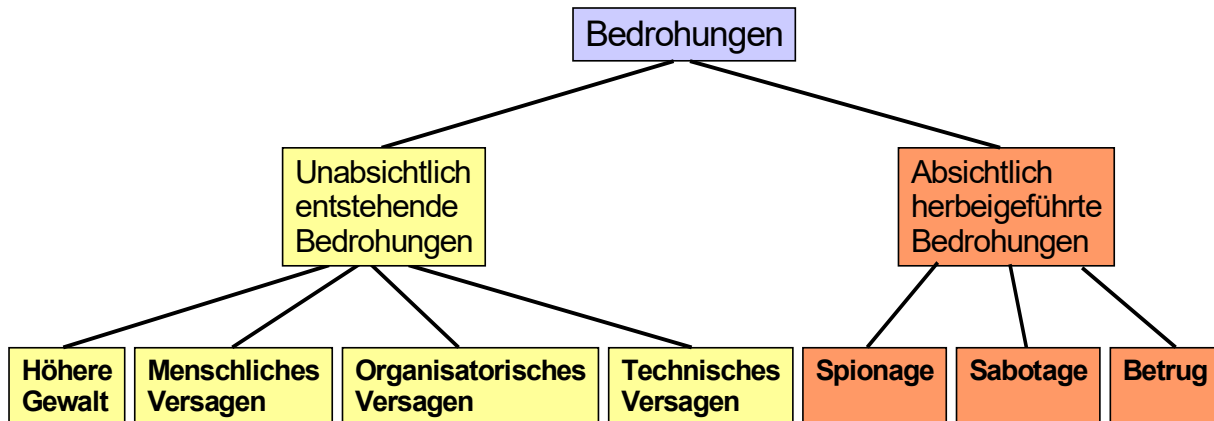 Bedrohungen
Unabsichtlich
entstehende
Bedrohungen
Absichtlich
herbeigeführte
Bedrohungen
Höhere
Gewalt
Menschliches
Versagen
Organisatorisches
Versagen
Technisches
Versagen
Spionage
Sabotage
Betrug